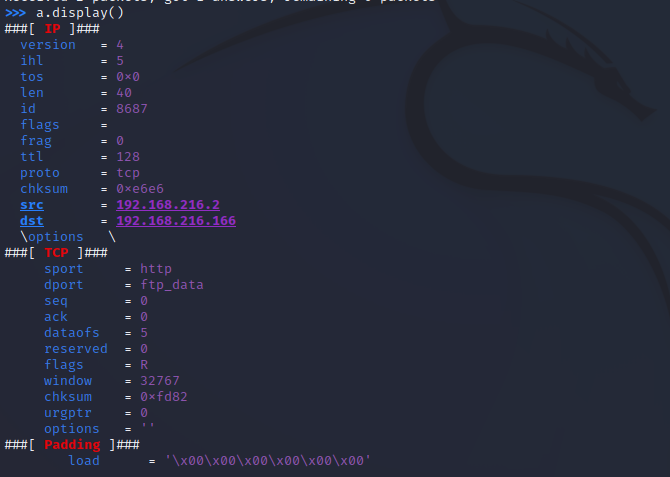 >>> a.display()
###[ IP ]###
  version   = 4
  ihl       = 5
  tos       = 0×0
  len       = 40
  id        = 8687
  flags     =
  frag      = 0
  ttl       = 128
  proto     = tcp
  chksum    = 0×e6e6
  src       = 192.168.216.2
  dst       = 192.168.216.166
  \options   \
###[ TCP ]###
     sport     = http
     dport     = ftp_data
     seq       = 0
     ack       = 0
     dataofs   = 5
     reserved  = 0
     flags     = R
     window    = 32767
     chksum    = 0×fd82
     urgptr    = 0
     options   = ''
###[ Padding ]###
        load      = '\x00\x00\x00\x00\x00\x00'